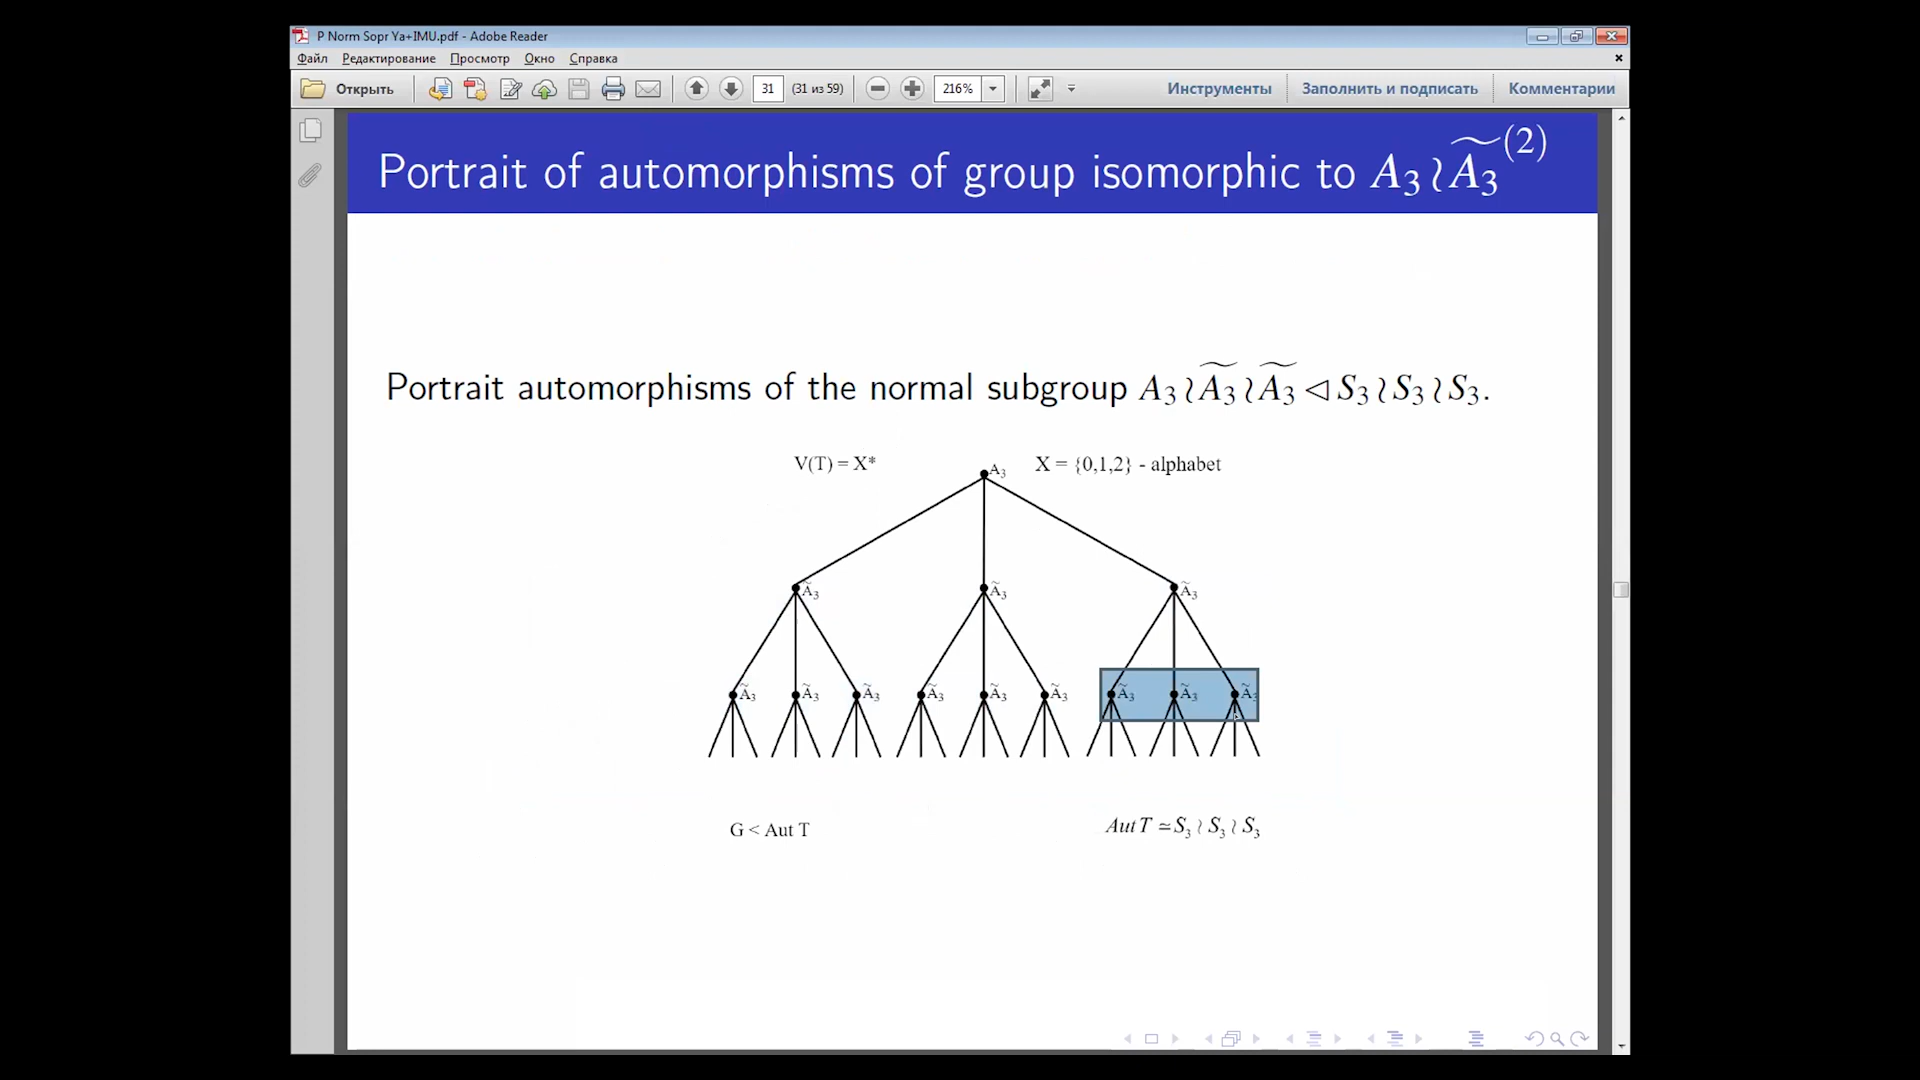 P Norm Sopr Ya+IMU.pdf - Adobe Reader
Файл Редактирование Просмотр Окно Справка
Открыть 31 (31 из 59) 216% Инструменты Заполнить и подписать Комментарии
Portrait of automorphisms of group isomorphic to A₃ ≀ Ã₃⁽²⁾
Portrait automorphisms of the normal subgroup A₃ ≀ Ã₃ ≀ Ã₃ ◁ S₃ ≀ S₃ ≀ S₃.
V(T) = X* A₃ X = {0,1,2} - alphabet
Ã₃ Ã₃ Ã₃
Ã₃ Ã₃ Ã₃ Ã₃ Ã₃ Ã₃ Ã₃ Ã₃ Ã₃
G < Aut T Aut T ≃ S₃ ≀ S₃ ≀ S₃